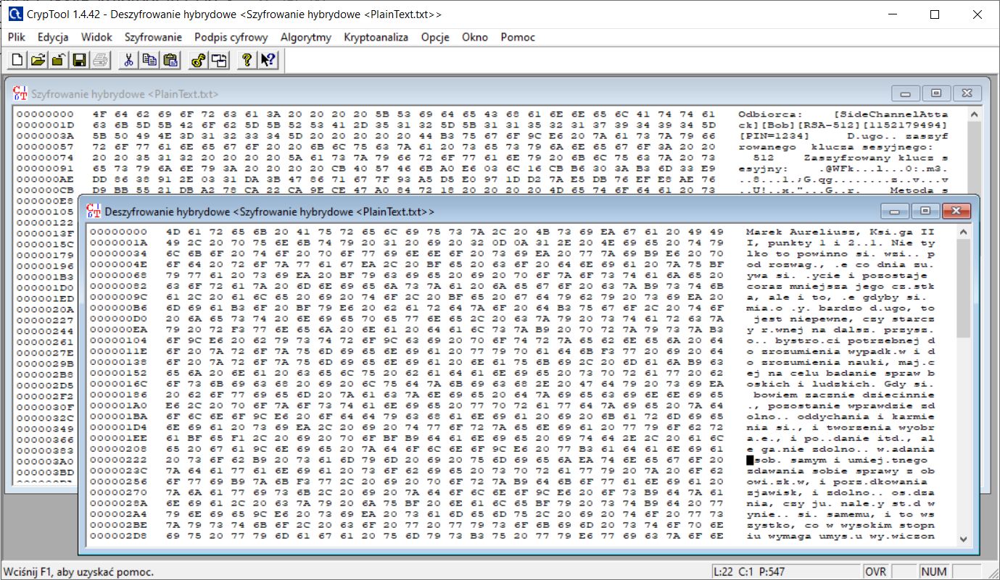 CrypTool 1.4.42 - Deszyfrowanie hybrydowe <Szyfrowanie hybrydowe <PlainText.txt>>
Plik Edycja Widok Szyfrowanie Podpis cyfrowy Algorytmy Kryptoanaliza Opcje Okno Pomoc
Szyfrowanie hybrydowe <PlainText.txt>
00000000 4F 64 62 69 6F 72 63 61 3A 20 20 20 20 5B 53 69 64 65 43 68 61 6E 6E 65 6C 41 74 74 61 Odbiorca: [SideChannelAtta
0000001D 63 6B 5D 5B 42 6F 62 5D 5B 52 53 41 2D 35 31 32 5D 5B 31 31 35 32 31 37 39 34 39 34 5D ck][Bob][RSA-512][1152179494]
0000003A 5B 50 49 4E 3D 31 32 33 34 5D 20 20 20 20 20 20 44 B3 75 67 6F 9C E6 20 7A 61 73 7A 79 66 [PIN=1234] D.ugo.. zaszyf
00000057 72 6F 77 61 6E 65 67 6F 20 20 6B 6C 75 63 7A 61 20 73 65 73 79 6A 6E 65 67 6F 3A 20 20 rowanego klucza sesyjnego:
00000074 20 20 35 31 32 20 20 20 20 5A 61 73 7A 79 66 72 6F 77 61 6E 79 20 6B 6C 75 63 7A 20 73 512 Zaszyfrowany klucz s
00000091 65 73 79 6A 6E 79 3A 20 20 20 20 CB 40 57 46 6B A0 E6 03 6C 16 CB B6 30 3A B3 6D 33 E9 esyjny: .@WFk...l...0:.m3.
000000AE DD 86 38 91 2E 03 31 DA 3B 47 86 71 67 7F 93 A5 D5 E0 97 1D D2 7A E5 DB 76 EF E8 AE 76 ..8...1.;G.qg........z..v...v
000000CB D9 BB 55 21 DB A2 78 CA 22 CA 9E CE 47 A0 84 72 18 20 20 20 20 4D 65 74 6F 64 61 20 73 ..U!..x."...G..r. Metoda s
000000E8
00000105
00000122
0000013F
0000015C
00000179
00000196
000001B3
000001D0
000001ED
0000020A
00000227
00000244
00000261
0000027E
0000029B
000002B8
000002D5
000002F2
0000030F
0000032C
00000349
00000366
00000383
000003A0
000003BD
Deszyfrowanie hybrydowe <Szyfrowanie hybrydowe <PlainText.txt>>
00000000 4D 61 72 65 6B 20 41 75 72 65 6C 69 75 73 7A 2C 20 4B 73 69 EA 67 61 20 49 49 Marek Aureliusz, Ksi.ga II
0000001A 49 2C 20 70 75 6E 6B 74 79 20 31 20 69 20 32 0D 0A 31 2E 20 4E 69 65 20 74 79 I, punkty 1 i 2..1. Nie ty
00000034 6C 6B 6F 20 74 6F 20 70 6F 77 69 6E 6E 6F 20 73 69 EA 20 77 7A 69 B9 E6 20 70 lko to powinno si. wzi.. p
0000004E 6F 64 20 72 6F 7A 77 61 67 EA 2C 20 BF 65 20 63 6F 20 64 6E 69 61 20 7A 75 BF od rozwag., .e co dnia zu.
00000068 79 77 61 20 73 69 EA 20 BF 79 63 69 65 20 69 20 70 6F 7A 6F 73 74 61 6A 65 20 ywa si. .ycie i pozostaje
00000082 63 6F 72 61 7A 20 6D 6E 69 65 6A 73 7A 61 20 6A 65 67 6F 20 63 7A B9 73 74 6B coraz mniejsza jego cz.stk
0000009C 61 2C 20 61 6C 65 20 69 20 74 6F 2C 20 BF 65 20 67 64 79 62 79 20 73 69 EA 20 a, ale i to, .e gdyby si.
000000B6 6D 69 61 B3 6F 20 BF 79 E6 20 62 61 72 64 7A 6F 20 64 B3 75 67 6F 2C 20 74 6F mia.o .y. bardzo d.ugo, to
000000D0 20 6A 65 73 74 20 6E 69 65 70 65 77 6E 65 2C 20 63 7A 79 20 73 74 61 72 63 7A jest niepewne, czy starcz
000000EA 79 20 72 F3 77 6E 65 6A 20 6E 61 20 64 61 6C 73 7A B9 20 70 72 7A 79 73 7A B3 y r.wnej na dalsz. przysz.
00000104 6F 9C E6 20 62 79 73 74 72 6F 9C 63 69 20 70 6F 74 72 7A 65 62 6E 65 6A 20 64 o.. bystro.ci potrzebnej d
0000011E 6F 20 7A 72 6F 7A 75 6D 69 65 6E 69 61 20 77 79 70 61 64 6B F3 77 20 69 20 64 o zrozumienia wypadk.w i d
00000138 6F 20 7A 72 6F 7A 75 6D 69 65 6E 69 61 20 6E 61 75 6B 69 2C 20 6D 61 6A B9 63 o zrozumienia nauki, maj.c
00000152 65 6A 20 6E 61 20 63 65 6C 75 20 62 61 64 61 6E 69 65 20 73 70 72 61 77 20 62 ej na celu badanie spraw b
0000016C 6F 73 6B 69 63 68 20 69 20 6C 75 64 7A 6B 69 63 68 2E 20 47 64 79 20 73 69 EA oskich i ludzkich. Gdy si.
00000186 20 62 6F 77 69 65 6D 20 7A 61 63 7A 6E 69 65 20 64 7A 69 65 63 69 6E 6E 69 65 bowiem zacznie dziecinnie
000001A0 E6 2C 20 70 6F 7A 6F 73 74 61 6E 69 65 20 77 70 72 61 77 64 7A 69 65 20 7A 64 ., pozostanie wprawdzie zd
000001BA 6F 6C 6E 6F 9C E6 20 6F 64 64 79 63 68 61 6E 69 61 20 69 20 6B 61 72 6D 69 65 olno.. oddychania i karmie
000001D4 6E 69 61 20 73 69 EA 2C 20 69 20 74 77 6F 72 7A 65 6E 69 61 20 77 79 6F 62 72 nia si., i tworzenia wyobr
000001EE 61 BF 65 F1 2C 20 69 20 70 6F BF B9 64 61 6E 69 65 20 69 74 64 2E 2C 20 61 6C a.e., i po..danie itd., al
00000208 65 20 67 61 9C 6E 69 65 20 7A 64 6F 6C 6E 6F 9C E6 20 77 B3 61 64 61 6E 69 61 e ga.nie zdolno.. w.adania
00000222 20 73 6F 62 B9 20 73 61 6D 79 6D 20 69 20 75 6D 69 65 6A EA 74 6E 65 67 6F 20 sob. samym i umiej.tnego
0000023C 7A 64 61 77 61 6E 69 61 20 73 6F 62 69 65 20 73 70 72 61 77 79 20 7A 20 6F 62 zdawania sobie sprawy z ob
00000256 6F 77 69 B9 7A 6B F3 77 2C 20 69 20 70 6F 72 7A B9 64 6B 6F 77 61 6E 69 61 20 owi.zk.w, i porz.dkowania
00000270 7A 6A 61 77 69 73 6B 2C 20 69 20 7A 64 6F 6C 6E 6F 9C E6 20 6F 73 B9 64 7A 61 zjawisk, i zdolno.. os.dza
0000028A 6E 69 61 2C 20 63 7A 79 20 6A 75 BF 20 6E 61 6C 65 BF 79 20 73 74 B9 64 20 77 nia, czy ju. nale.y st.d w
000002A4 79 6E 69 65 9C E6 20 73 69 EA 20 73 61 6D 65 6D 75 2C 20 69 20 74 6F 20 77 73 ynie.. si. samemu, i to ws
000002BE 7A 79 73 74 6B 6F 2C 20 63 6F 20 77 20 77 79 73 6F 6B 69 6D 20 73 74 6F 70 6E zystko, co w wysokim stopn
000002D8 69 75 20 77 79 6D 61 67 61 20 75 6D 79 73 B3 75 20 77 79 E6 77 69 63 7A 6F 6E iu wymaga umys.u wy.wiczon
Wciśnij F1, aby uzyskać pomoc.
L:22 C:1 P:547 OVR NUM